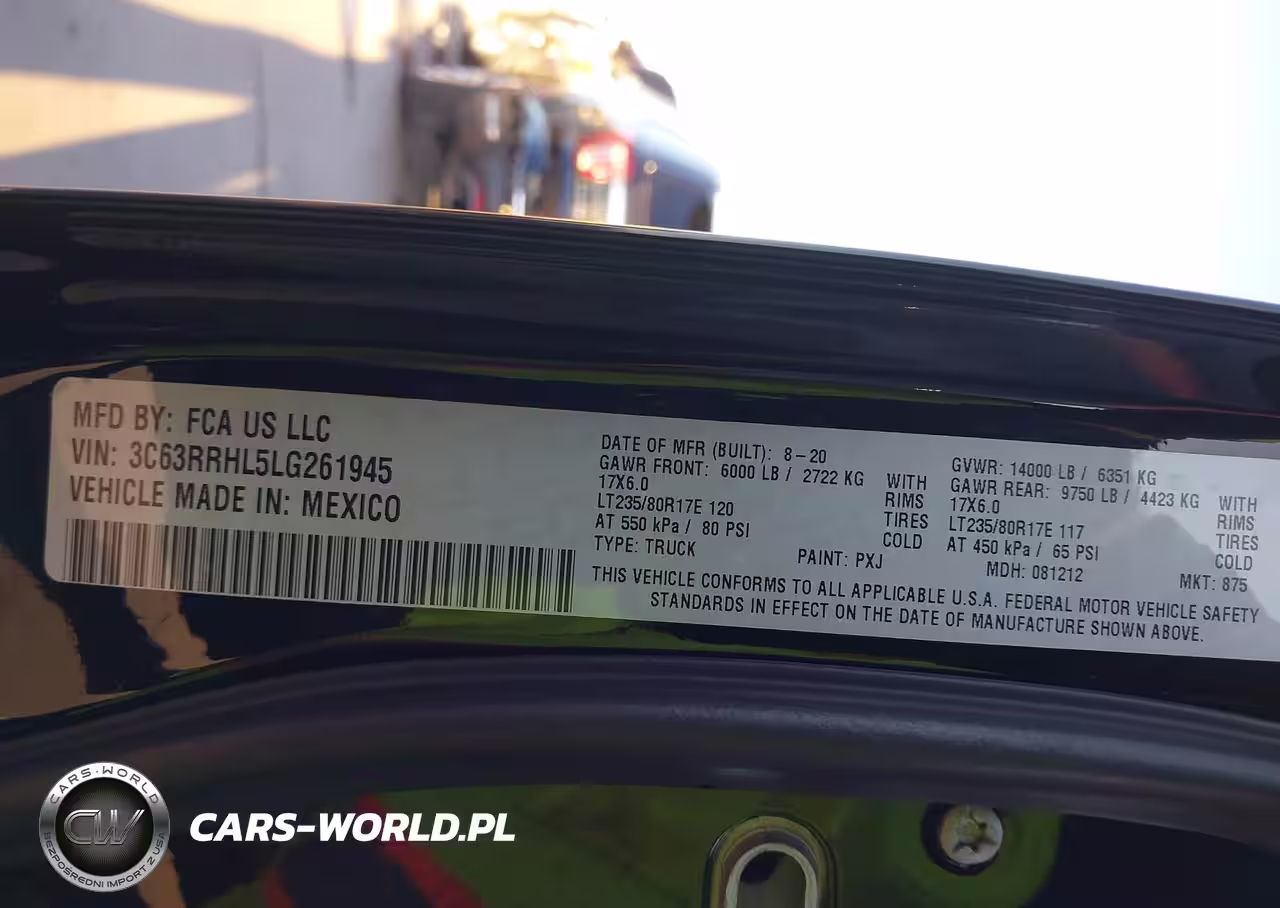 MFD BY: FCA US LLC
VIN: 3C63RRHL5LG261945
VEHICLE MADE IN: MEXICO
DATE OF MFR (BUILT): 8-20
GAWR FRONT: 6000 LB / 2722 KG WITH
17X6.0 RIMS
LT235/80R17E 120 TIRES
AT 550 kPa / 80 PSI COLD
TYPE: TRUCK PAINT: PXJ
GVWR: 14000 LB / 6351 KG
GAWR REAR: 9750 LB / 4423 KG WITH
17X6.0 RIMS
LT235/80R17E 117 TIRES
AT 450 kPa / 65 PSI COLD
MDH: 081212 MKT: 875
THIS VEHICLE CONFORMS TO ALL APPLICABLE U.S.A. FEDERAL MOTOR VEHICLE SAFETY
STANDARDS IN EFFECT ON THE DATE OF MANUFACTURE SHOWN ABOVE.
CARS-WORLD
CW
BEZPOŚREDNI IMPORT Z USA
CARS-WORLD.PL